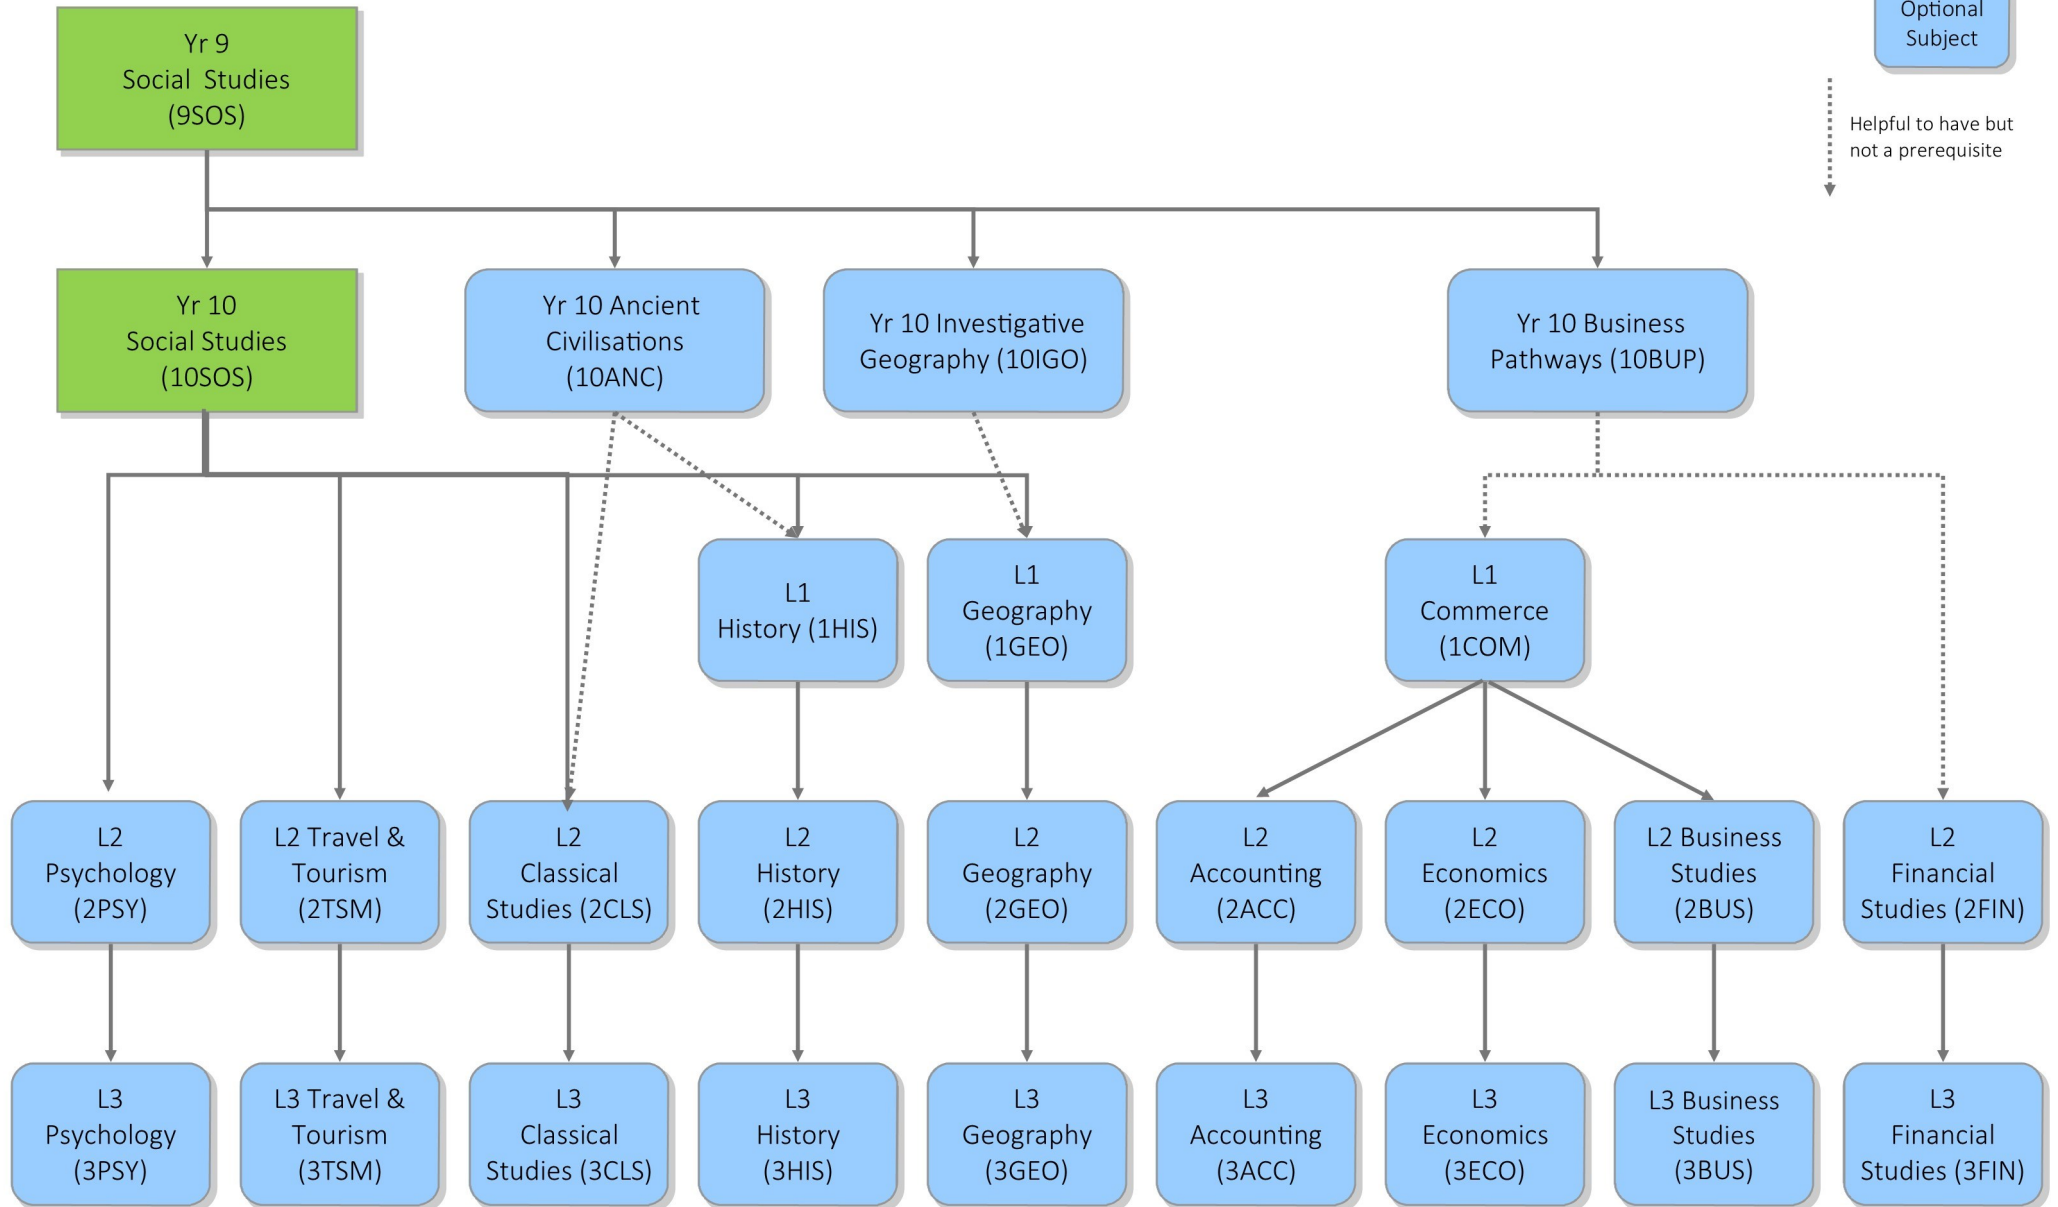 Optional
Subject
Helpful to have but
not a prerequisite
Yr 9
Social Studies
(9SOS)
Yr 10
Social Studies
(10SOS)
Yr 10 Ancient
Civilisations
(10ANC)
Yr 10 Investigative
Geography (10IGO)
Yr 10 Business
Pathways (10BUP)
L1
History (1HIS)
L1
Geography
(1GEO)
L1
Commerce
(1COM)
L2
Psychology
(2PSY)
L2 Travel &
Tourism
(2TSM)
L2
Classical
Studies (2CLS)
L2
History
(2HIS)
L2
Geography
(2GEO)
L2
Accounting
(2ACC)
L2
Economics
(2ECO)
L2 Business
Studies
(2BUS)
L2
Financial
Studies (2FIN)
L3
Psychology
(3PSY)
L3 Travel &
Tourism
(3TSM)
L3
Classical
Studies (3CLS)
L3
History
(3HIS)
L3
Geography
(3GEO)
L3
Accounting
(3ACC)
L3
Economics
(3ECO)
L3 Business
Studies
(3BUS)
L3
Financial
Studies (3FIN)